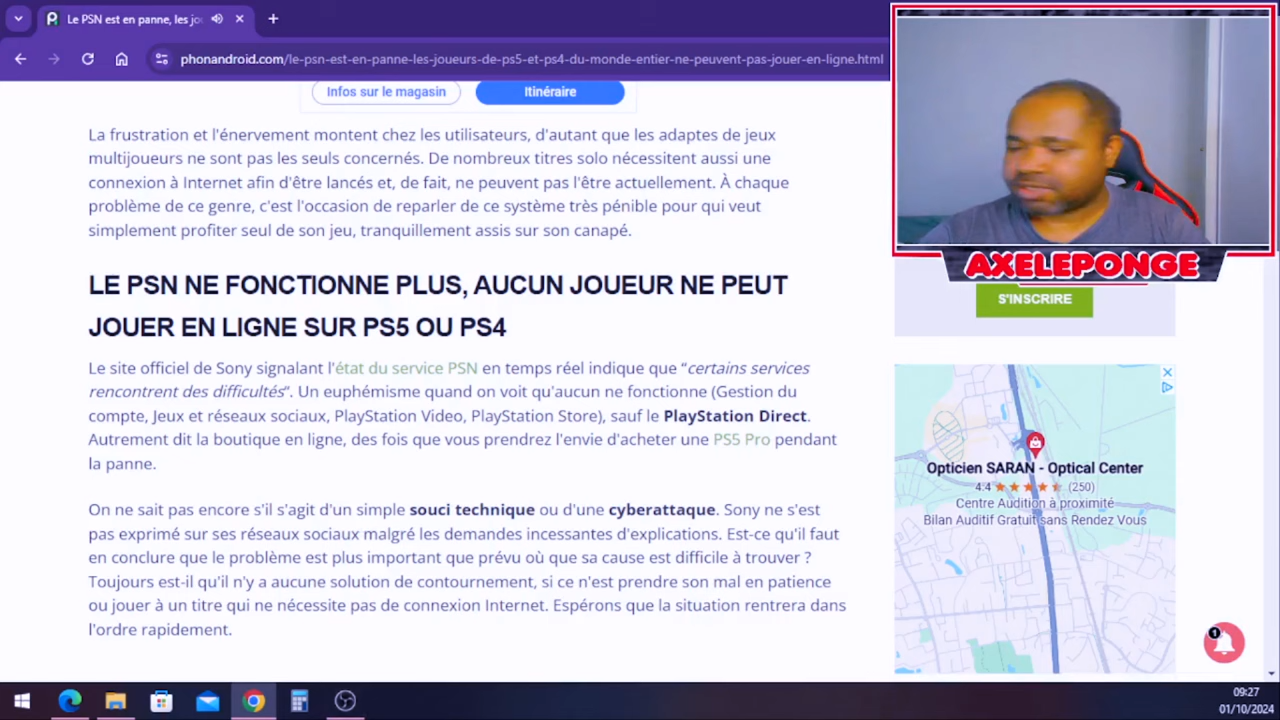 Le PSN est en panne, les jo
phonandroid.com/le-psn-est-en-panne-les-joueurs-de-ps5-et-ps4-du-monde-entier-ne-peuvent-pas-jouer-en-ligne.html
Infos sur le magasin
Itinéraire
La frustration et l'énervement montent chez les utilisateurs, d'autant que les adaptes de jeux
multijoueurs ne sont pas les seuls concernés. De nombreux titres solo nécessitent aussi une
connexion à Internet afin d'être lancés et, de fait, ne peuvent pas l'être actuellement. À chaque
problème de ce genre, c'est l'occasion de reparler de ce système très pénible pour qui veut
simplement profiter seul de son jeu, tranquillement assis sur son canapé.
LE PSN NE FONCTIONNE PLUS, AUCUN JOUEUR NE PEUT
JOUER EN LIGNE SUR PS5 OU PS4
Le site officiel de Sony signalant l'état du service PSN en temps réel indique que “certains services
rencontrent des difficultés“. Un euphémisme quand on voit qu'aucun ne fonctionne (Gestion du
compte, Jeux et réseaux sociaux, PlayStation Video, PlayStation Store), sauf le PlayStation Direct.
Autrement dit la boutique en ligne, des fois que vous prendrez l'envie d'acheter une PS5 Pro pendant
la panne.
On ne sait pas encore s'il s'agit d'un simple souci technique ou d'une cyberattaque. Sony ne s'est
pas exprimé sur ses réseaux sociaux malgré les demandes incessantes d'explications. Est-ce qu'il faut
en conclure que le problème est plus important que prévu où que sa cause est difficile à trouver ?
Toujours est-il qu'il n'y a aucune solution de contournement, si ce n'est prendre son mal en patience
ou jouer à un titre qui ne nécessite pas de connexion Internet. Espérons que la situation rentrera dans
l'ordre rapidement.
AXELEPONGE
S'INSCRIRE
Opticien SARAN - Optical Center
4.4 (250)
Centre Audition à proximité
Bilan Auditif Gratuit sans Rendez Vous
1
09:27
01/10/2024